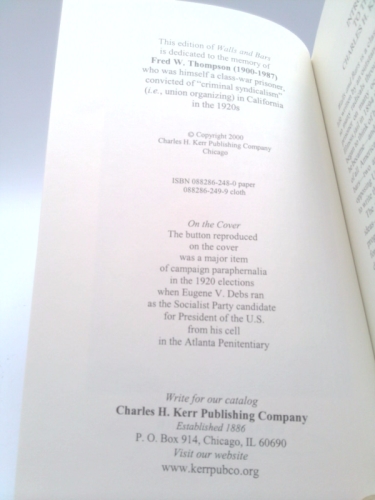 This edition of Walls and Bars
is dedicated to the memory of
Fred W. Thompson (1900-1987)
who was himself a class-war prisoner,
convicted of "criminal syndicalism"
(i.e., union organizing) in California
in the 1920s
© Copyright 2000
Charles H. Kerr Publishing Company
Chicago
ISBN 088286-248-0 paper
088286-249-9 cloth
On the Cover
The button reproduced
on the cover
was a major item
of campaign paraphernalia
in the 1920 elections
when Eugene V. Debs ran
as the Socialist Party candidate
for President of the U.S.
from his cell
in the Atlanta Penitentiary
Write for our catalog
Charles H. Kerr Publishing Company
Established 1886
P. O. Box 914, Chicago, IL 60690
Visit our website
www.kerrpubco.org